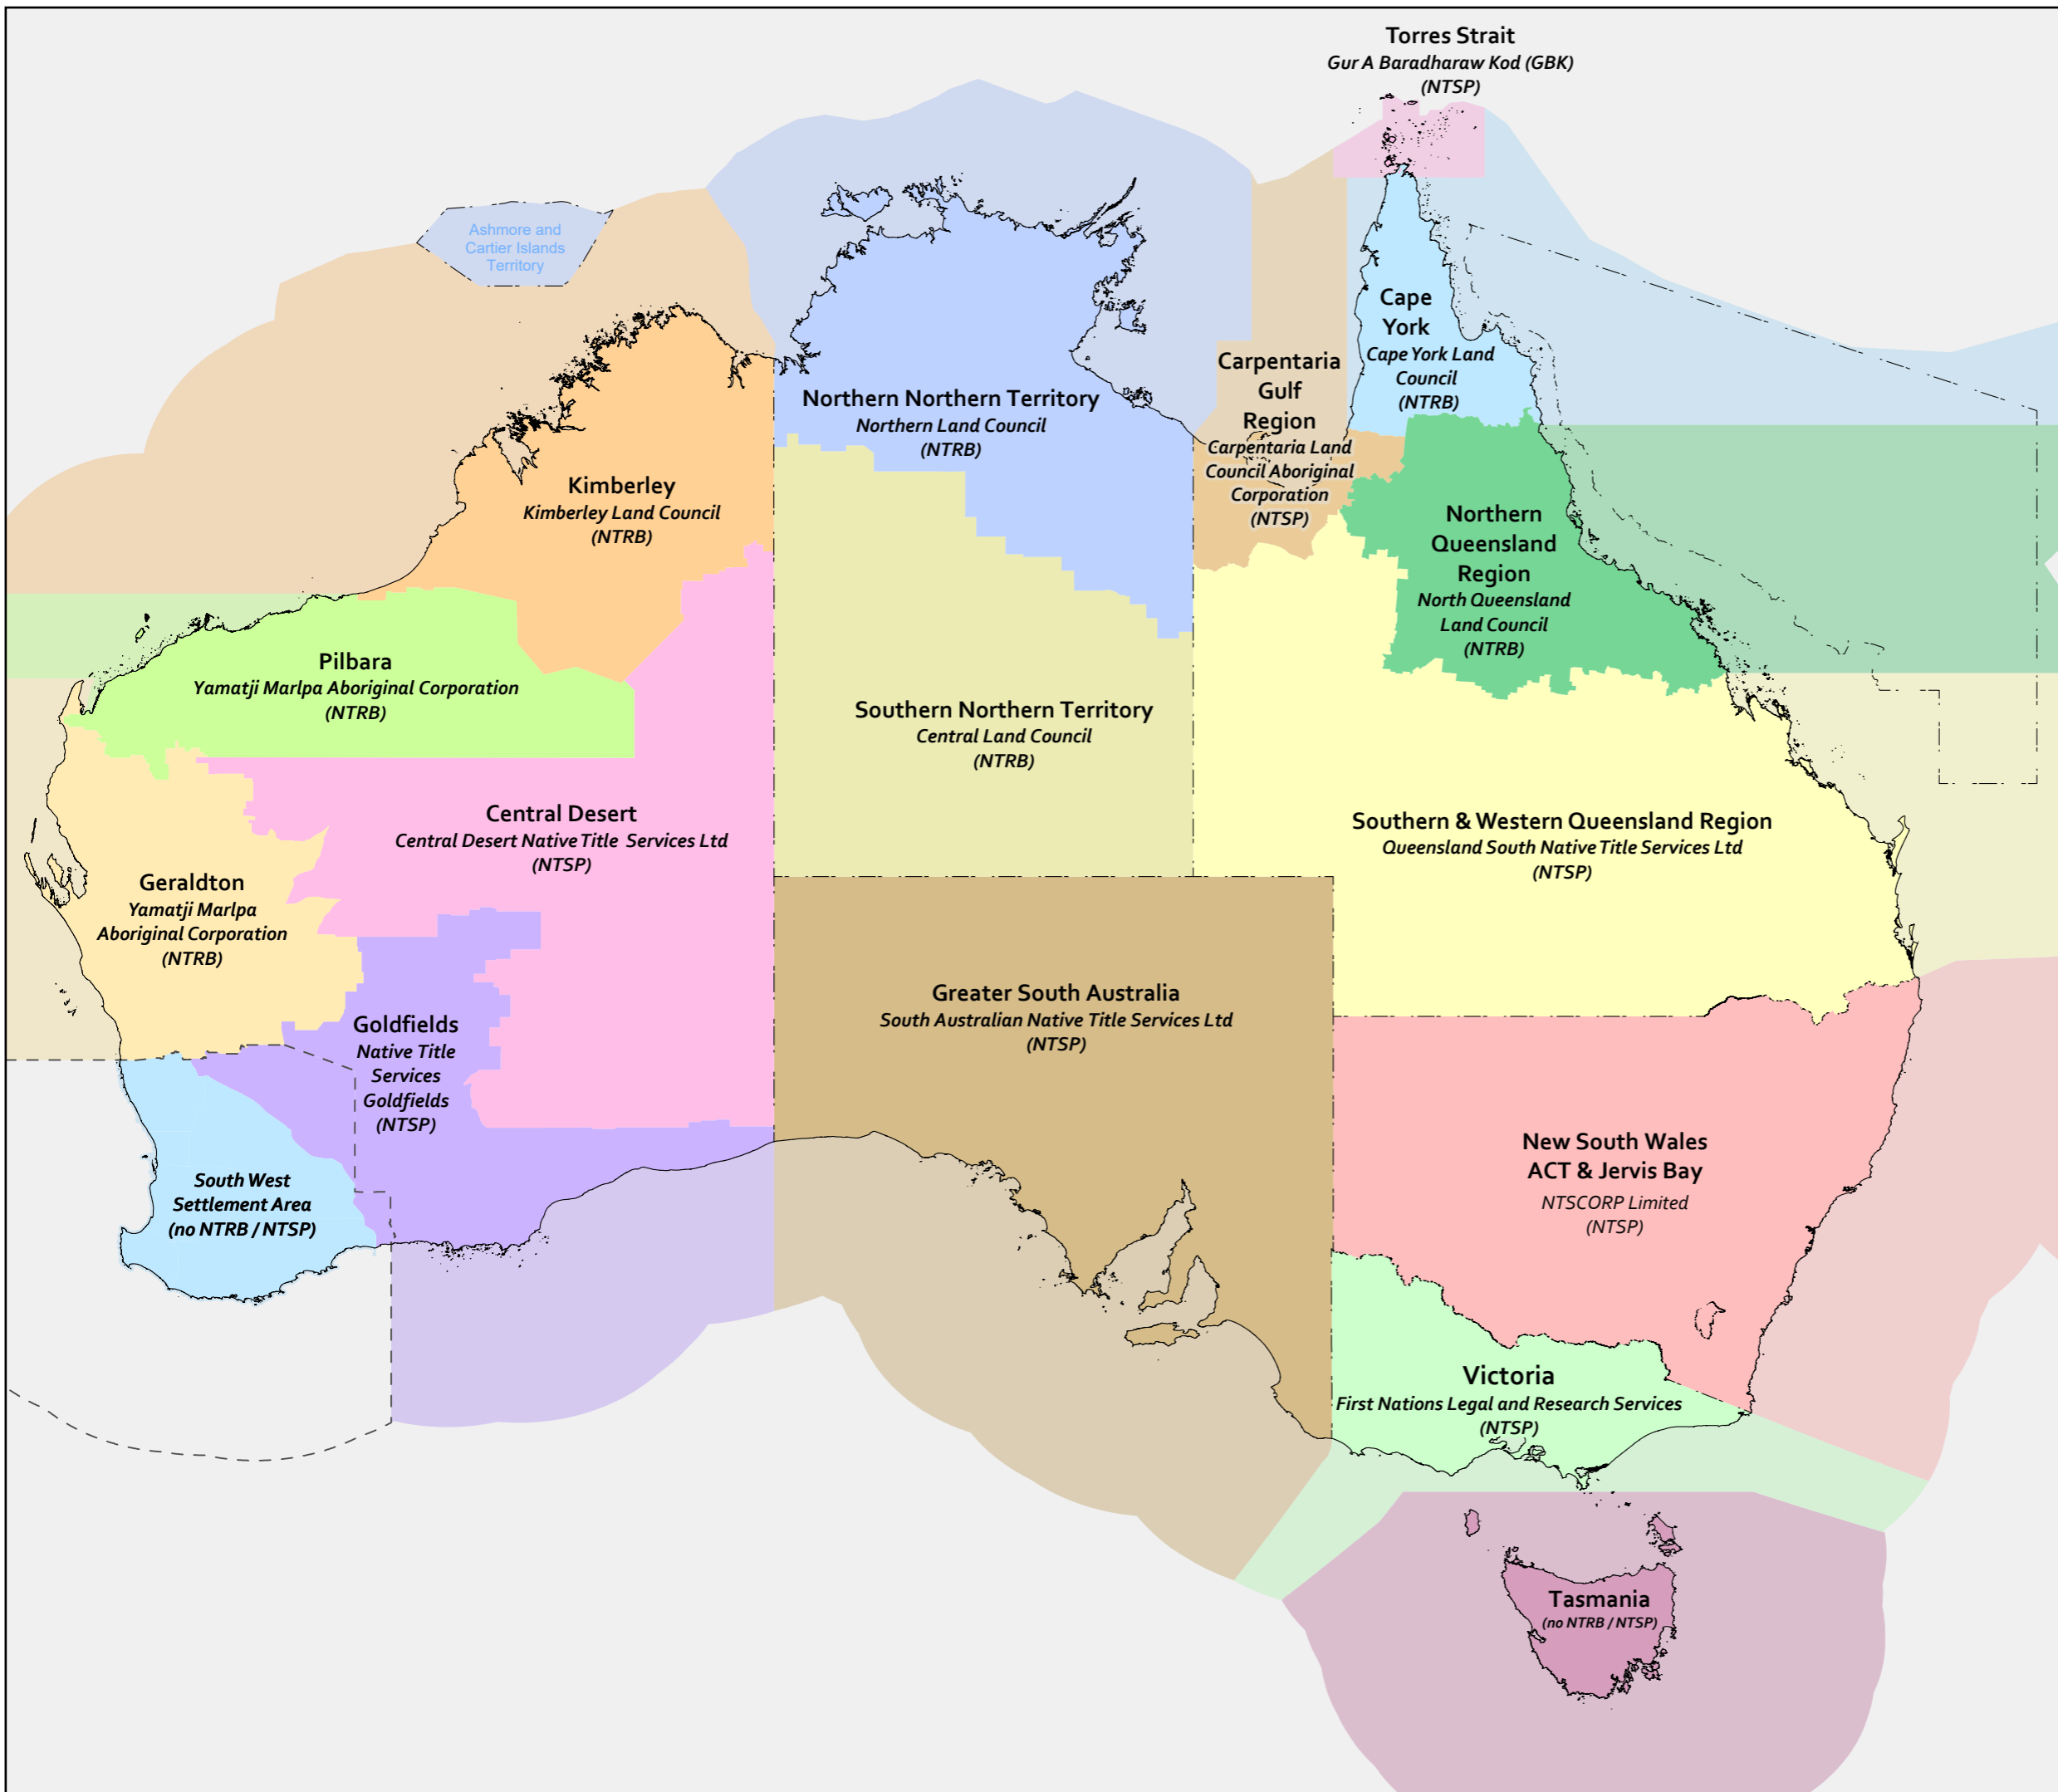 Torres Strait
Gur A Baradharaw Kod (GBK)
(NTSP)
Ashmore and
Cartier Islands
Territory
Cape
York
Cape York Land
Council
(NTRB)
Carpentaria
Gulf
Region
Carpentaria Land
Council Aboriginal
Corporation
(NTSP)
Northern Northern Territory
Northern Land Council
(NTRB)
Kimberley
Kimberley Land Council
(NTRB)
Northern
Queensland
Region
North Queensland
Land Council
(NTRB)
Pilbara
Yamatji Marlpa Aboriginal Corporation
(NTRB)
Southern Northern Territory
Central Land Council
(NTRB)
Central Desert
Central Desert Native Title Services Ltd
(NTSP)
Southern & Western Queensland Region
Queensland South Native Title Services Ltd
(NTSP)
Geraldton
Yamatji Marlpa
Aboriginal Corporation
(NTRB)
Greater South Australia
South Australian Native Title Services Ltd
(NTSP)
Goldfields
Native Title
Services
Goldfields
(NTSP)
New South Wales
ACT & Jervis Bay
NTSCORP Limited
(NTSP)
South West
Settlement Area
(no NTRB / NTSP)
Victoria
First Nations Legal and Research Services
(NTSP)
Tasmania
(no NTRB / NTSP)